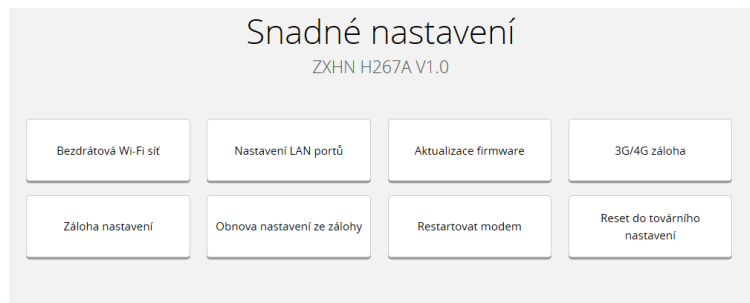 Snadné nastavení
ZXHN H267A V1.0
Bezdrátová Wi-Fi síť
Nastavení LAN portů
Aktualizace firmware
3G/4G záloha
Záloha nastavení
Obnova nastavení ze zálohy
Restartovat modem
Reset do továrního
nastavení